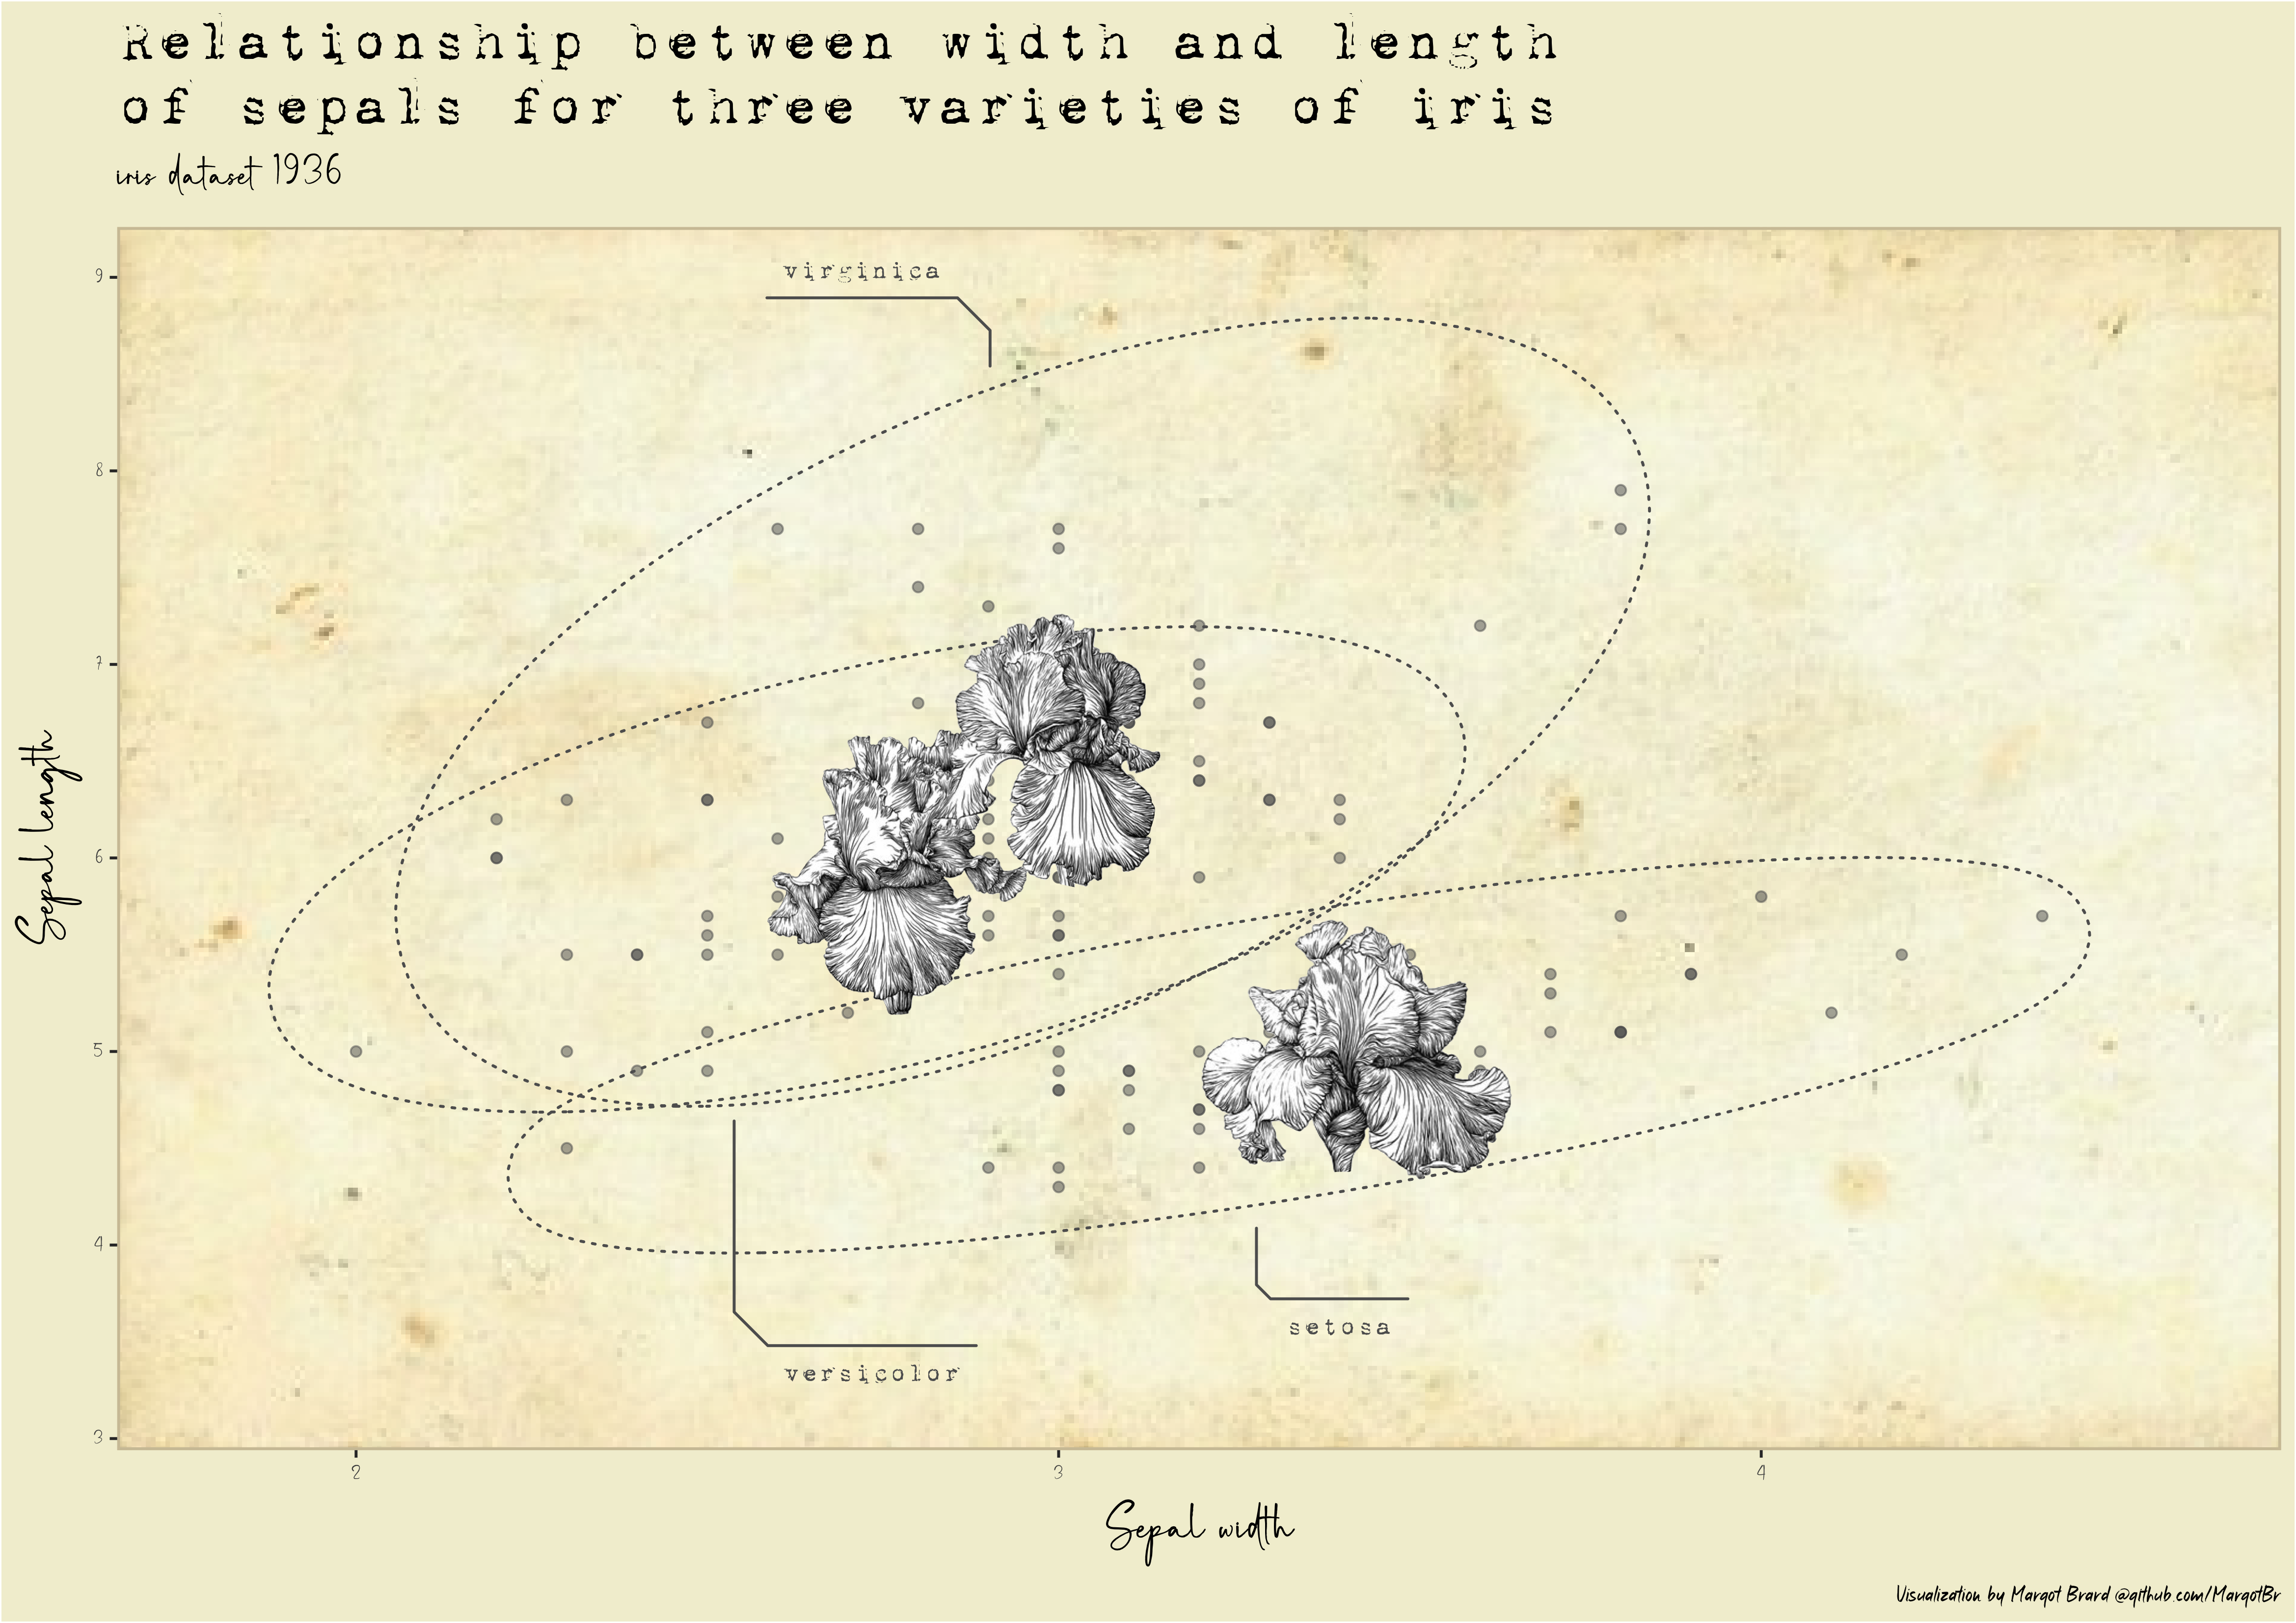 Relationship between width and length
of sepals for three varieties of iris
iris dataset 1936
virginica
9
8
7
6
5
4
3
Sepal length
setosa
versicolor
2 3 4
Sepal width
Visualization by Margot Brard @github.com/MargotBr